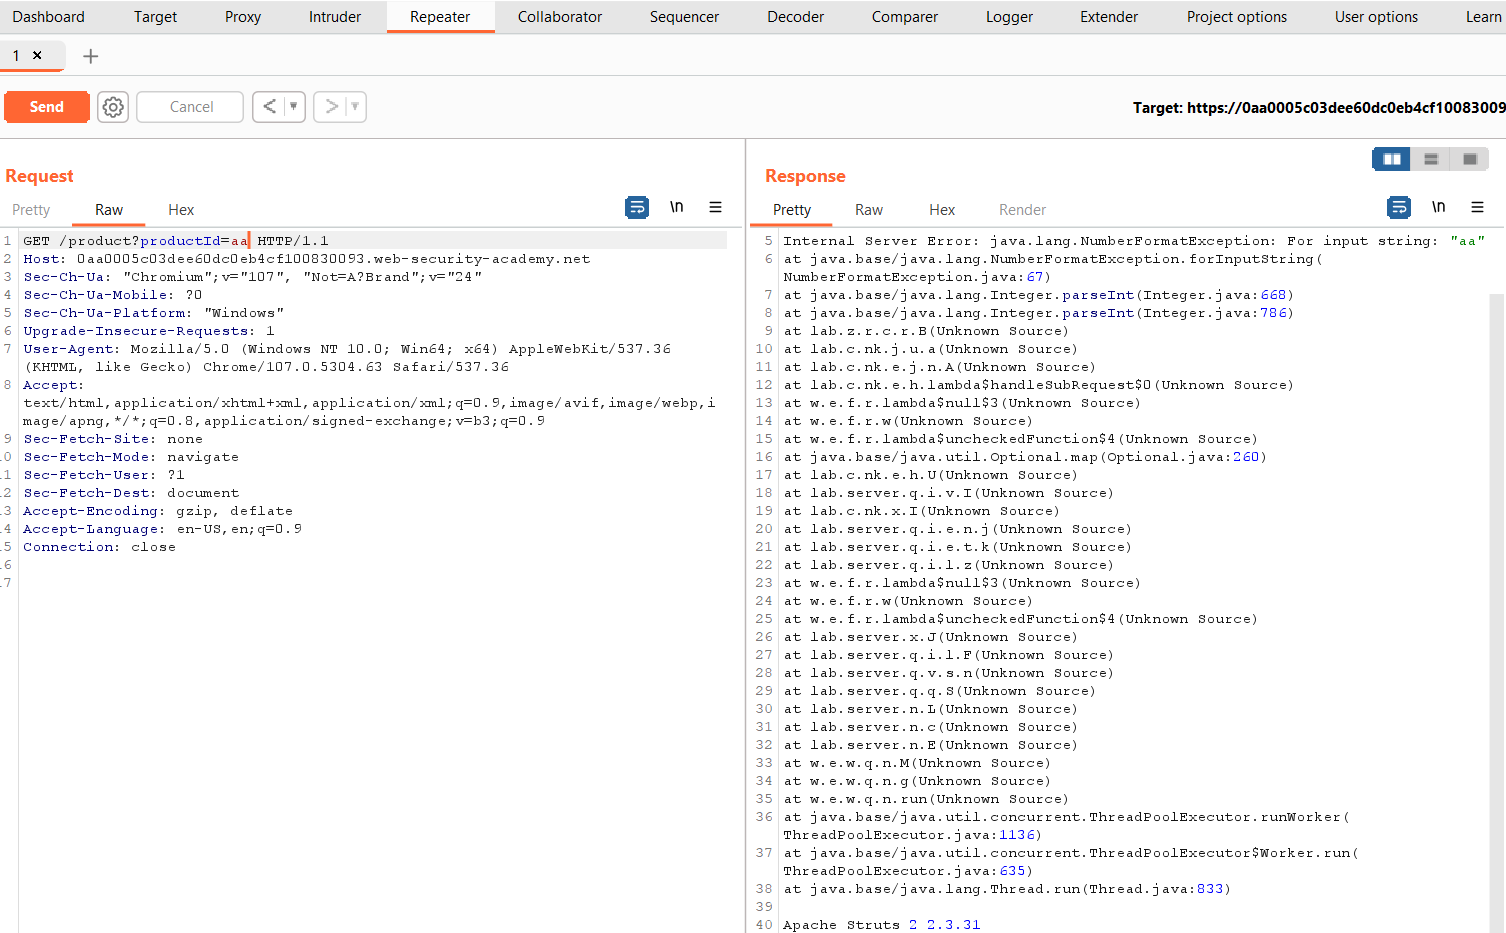 Dashboard Target Proxy Intruder Repeater Collaborator Sequencer Decoder Comparer Logger Extender Project options User options Learn
1 ×
Send Cancel < >
Target: https://0aa0005c03dee60dc0eb4cf10083009
Request
Pretty Raw Hex \n
1 GET /product?productId=aa HTTP/1.1
2 Host: 0aa0005c03dee60dc0eb4cf100830093.web-security-academy.net
3 Sec-Ch-Ua: "Chromium";v="107", "Not=A?Brand";v="24"
4 Sec-Ch-Ua-Mobile: ?0
5 Sec-Ch-Ua-Platform: "Windows"
6 Upgrade-Insecure-Requests: 1
7 User-Agent: Mozilla/5.0 (Windows NT 10.0; Win64; x64) AppleWebKit/537.36
(KHTML, like Gecko) Chrome/107.0.5304.63 Safari/537.36
8 Accept:
text/html,application/xhtml+xml,application/xml;q=0.9,image/avif,image/webp,i
mage/apng,*/*;q=0.8,application/signed-exchange;v=b3;q=0.9
9 Sec-Fetch-Site: none
.0 Sec-Fetch-Mode: navigate
.1 Sec-Fetch-User: ?1
.2 Sec-Fetch-Dest: document
.3 Accept-Encoding: gzip, deflate
.4 Accept-Language: en-US,en;q=0.9
.5 Connection: close
.6
.7
Response
Pretty Raw Hex Render \n
5 Internal Server Error: java.lang.NumberFormatException: For input string: "aa"
6 at java.base/java.lang.NumberFormatException.forInputString(
NumberFormatException.java:67)
7 at java.base/java.lang.Integer.parseInt(Integer.java:668)
8 at java.base/java.lang.Integer.parseInt(Integer.java:786)
9 at lab.z.r.c.r.B(Unknown Source)
10 at lab.c.nk.j.u.a(Unknown Source)
11 at lab.c.nk.e.j.n.A(Unknown Source)
12 at lab.c.nk.e.h.lambda$handleSubRequest$0(Unknown Source)
13 at w.e.f.r.lambda$null$3(Unknown Source)
14 at w.e.f.r.w(Unknown Source)
15 at w.e.f.r.lambda$uncheckedFunction$4(Unknown Source)
16 at java.base/java.util.Optional.map(Optional.java:260)
17 at lab.c.nk.e.h.U(Unknown Source)
18 at lab.server.q.i.v.I(Unknown Source)
19 at lab.c.nk.x.I(Unknown Source)
20 at lab.server.q.i.e.n.j(Unknown Source)
21 at lab.server.q.i.e.t.k(Unknown Source)
22 at lab.server.q.i.l.z(Unknown Source)
23 at w.e.f.r.lambda$null$3(Unknown Source)
24 at w.e.f.r.w(Unknown Source)
25 at w.e.f.r.lambda$uncheckedFunction$4(Unknown Source)
26 at lab.server.x.J(Unknown Source)
27 at lab.server.q.i.l.F(Unknown Source)
28 at lab.server.q.v.s.n(Unknown Source)
29 at lab.server.q.q.S(Unknown Source)
30 at lab.server.n.L(Unknown Source)
31 at lab.server.n.c(Unknown Source)
32 at lab.server.n.E(Unknown Source)
33 at w.e.w.q.n.M(Unknown Source)
34 at w.e.w.q.n.g(Unknown Source)
35 at w.e.w.q.n.run(Unknown Source)
36 at java.base/java.util.concurrent.ThreadPoolExecutor.runWorker(
ThreadPoolExecutor.java:1136)
37 at java.base/java.util.concurrent.ThreadPoolExecutor$Worker.run(
ThreadPoolExecutor.java:635)
38 at java.base/java.lang.Thread.run(Thread.java:833)
39
40 Apache Struts 2 2.3.31